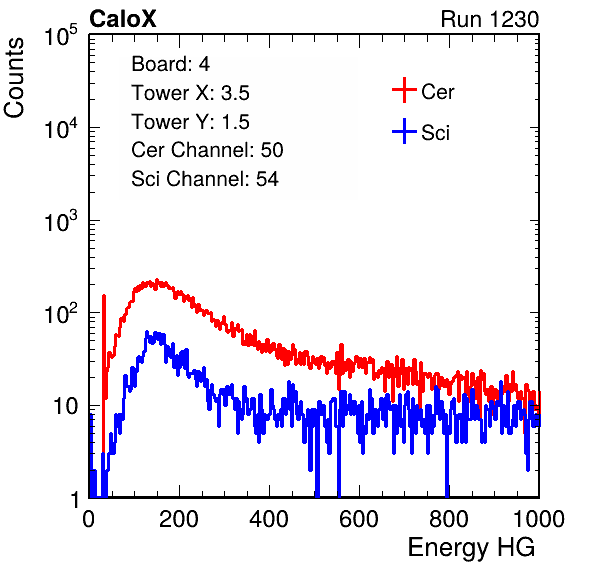 CaloX Run 1230
Counts
10^5
10^4
10^3
10^2
10
1
Board: 4
Tower X: 3.5
Tower Y: 1.5
Cer Channel: 50
Sci Channel: 54
Cer
Sci
0 200 400 600 800 1000
Energy HG